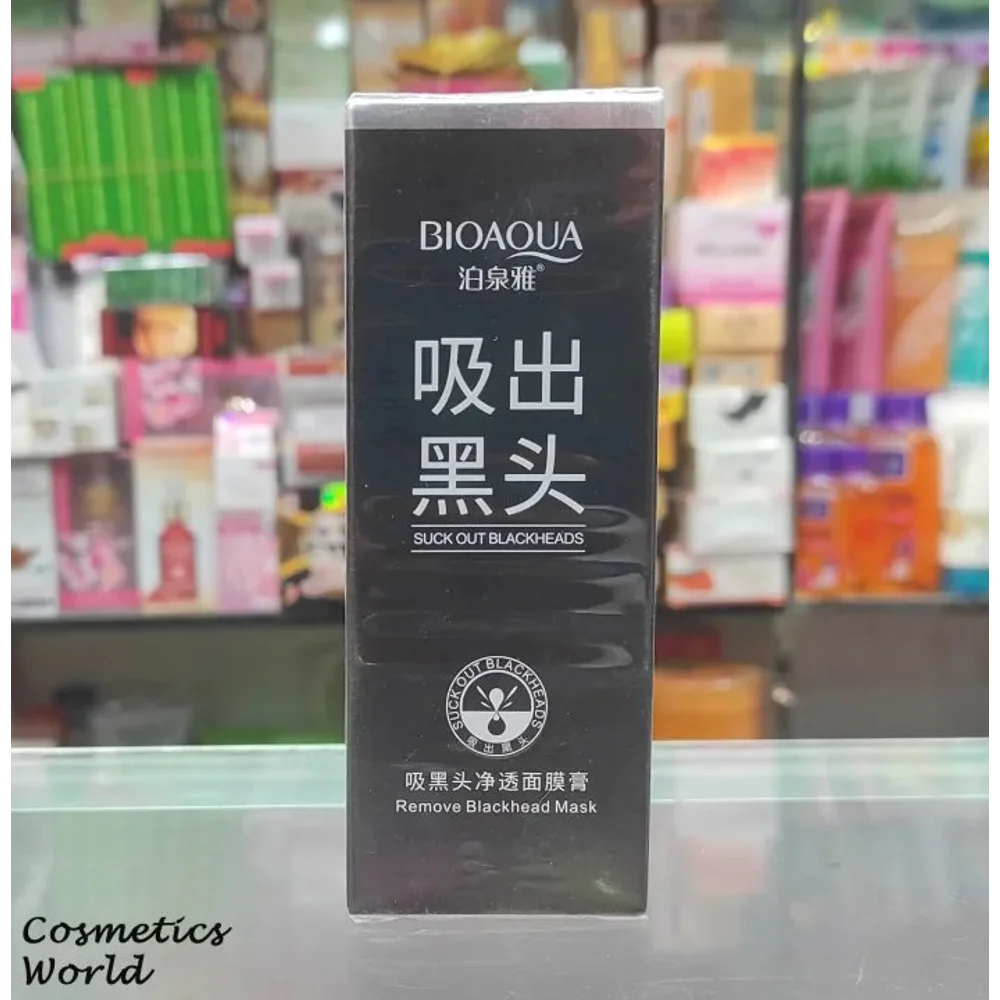 BIOAQUA
泊泉雅®
吸出
黑头
SUCK OUT BLACKHEADS
SUCK OUT BLACKHEADS
吸出黑头
吸黑头净透面膜膏
Remove Blackhead Mask
Cosmetics
World